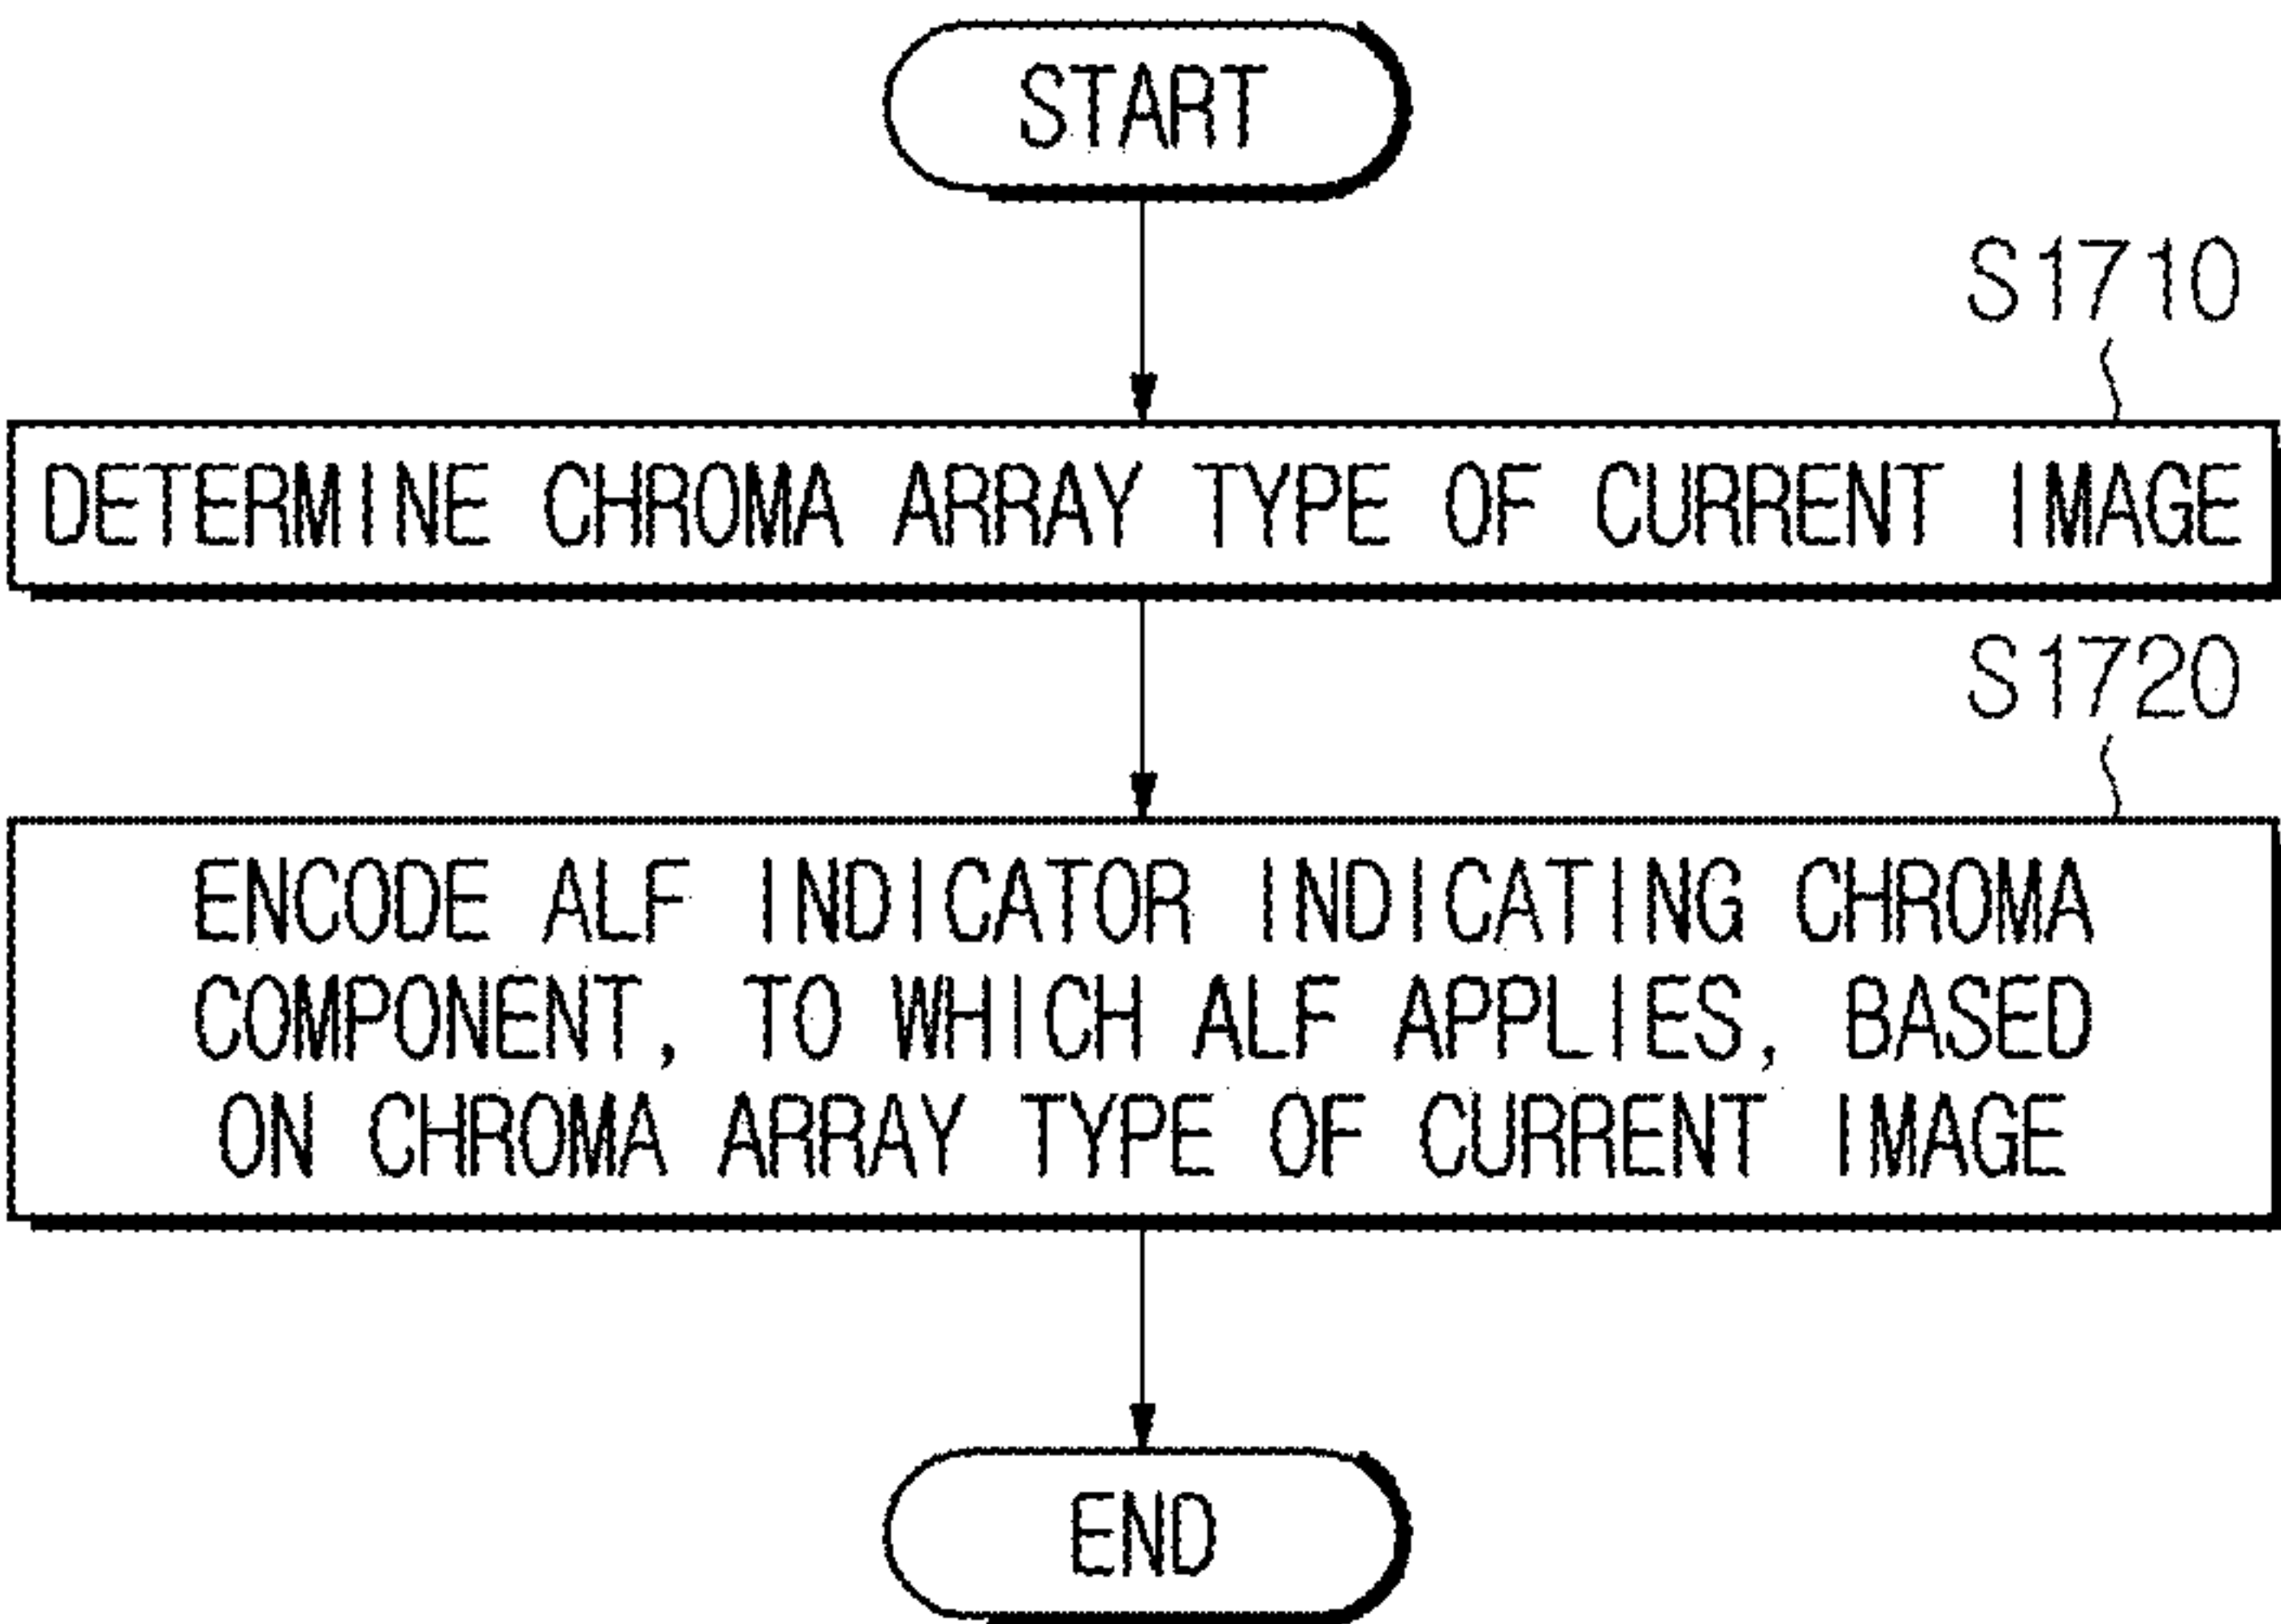 START
S1710
DETERMINE CHROMA ARRAY TYPE OF CURRENT IMAGE
S1720
ENCODE ALF INDICATOR INDICATING CHROMA
COMPONENT, TO WHICH ALF APPLIES, BASED
ON CHROMA ARRAY TYPE OF CURRENT IMAGE
END